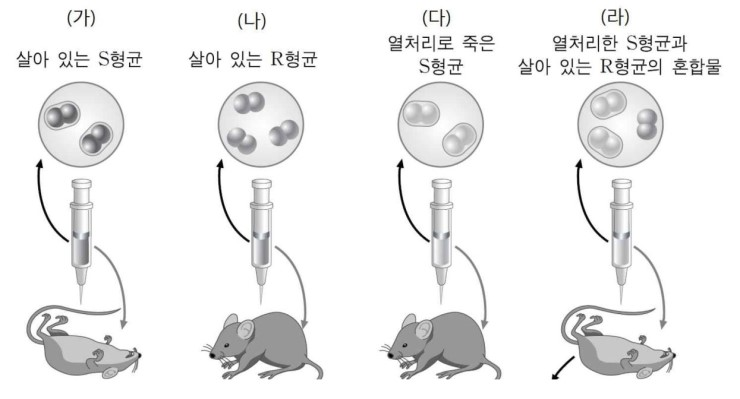 (가)
살아 있는 S형균
(나)
살아 있는 R형균
(다)
열처리로 죽은
S형균
(라)
열처리한 S형균과
살아 있는 R형균의 혼합물